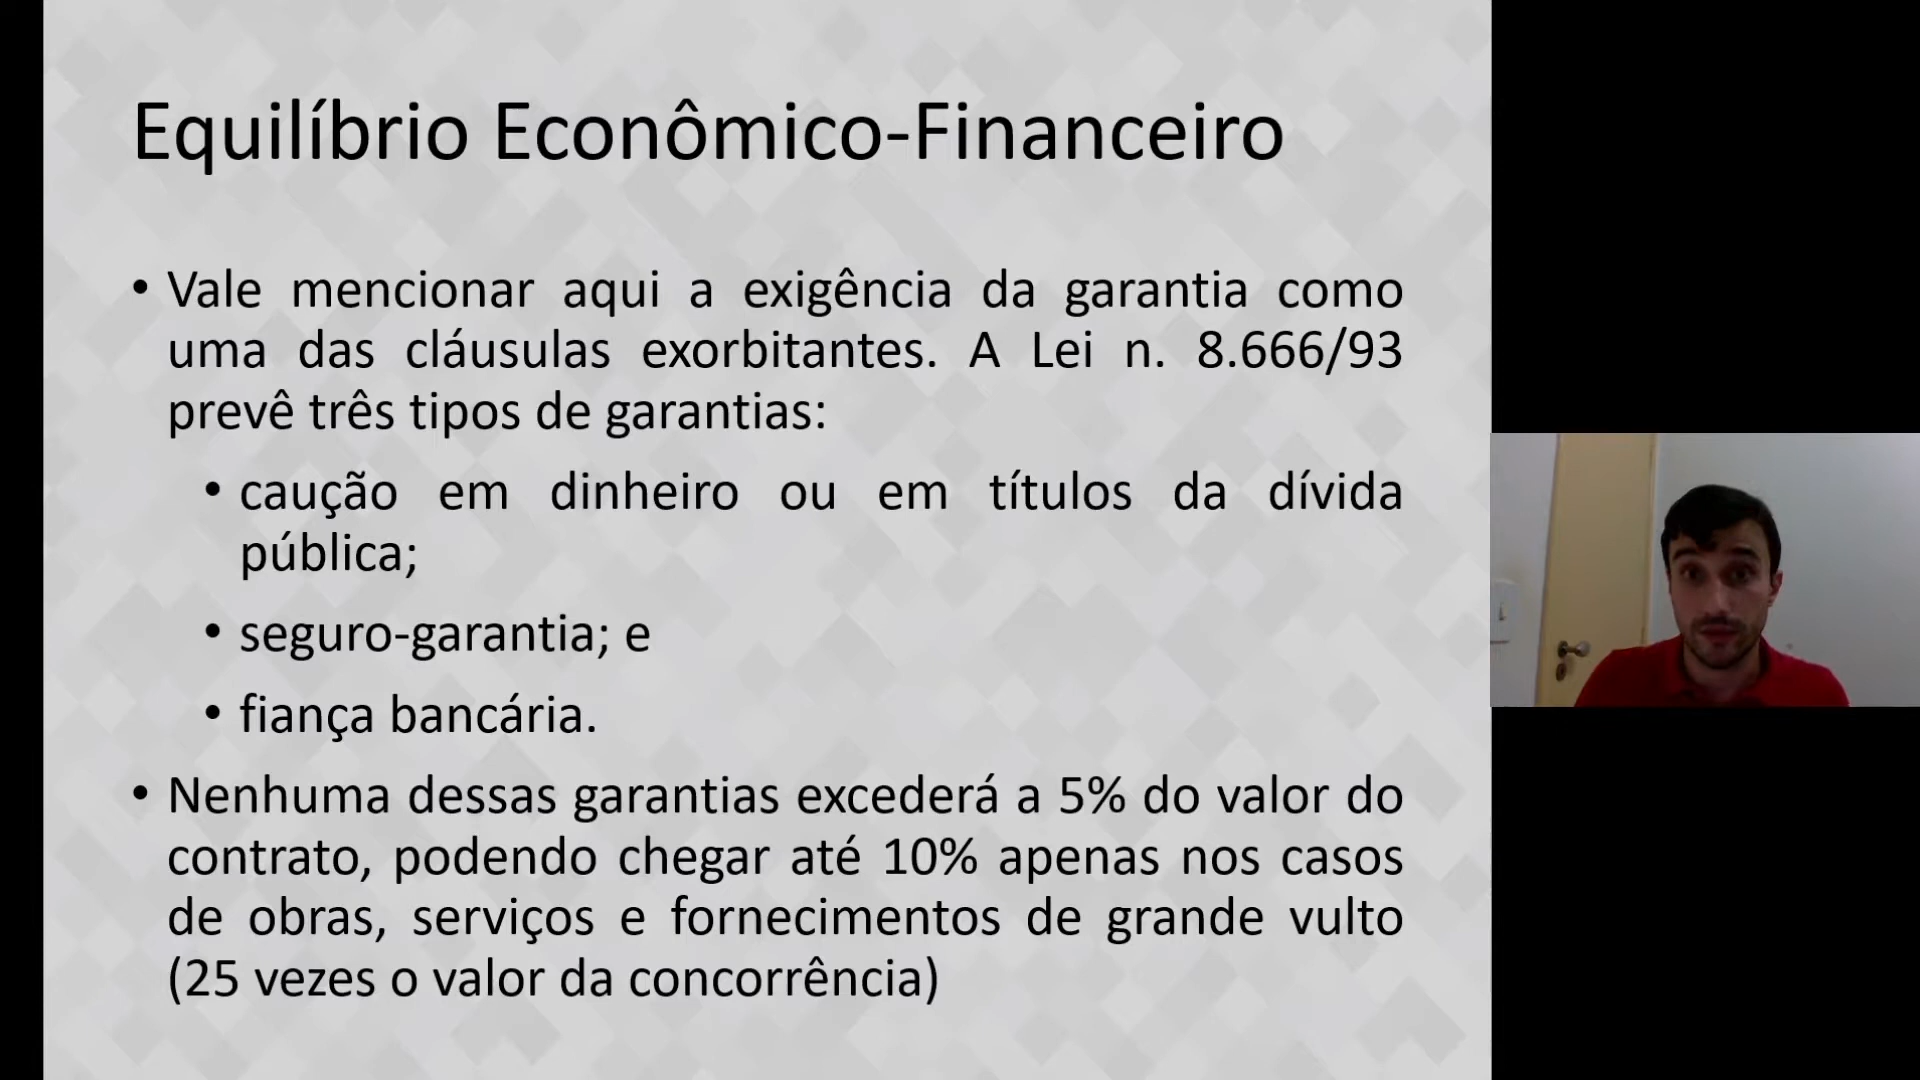 Equilíbrio Econômico-Financeiro
• Vale mencionar aqui a exigência da garantia como
uma das cláusulas exorbitantes. A Lei n. 8.666/93
prevê três tipos de garantias:
• caução em dinheiro ou em títulos da dívida
pública;
• seguro-garantia; e
• fiança bancária.
• Nenhuma dessas garantias excederá a 5% do valor do
contrato, podendo chegar até 10% apenas nos casos
de obras, serviços e fornecimentos de grande vulto
(25 vezes o valor da concorrência)